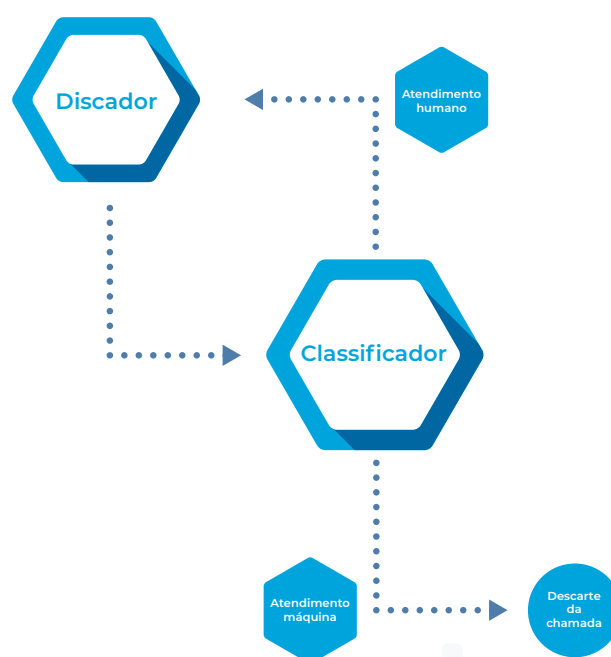 Discador
Atendimento
humano
Classificador
Atendimento
máquina
Descarte
da
chamada